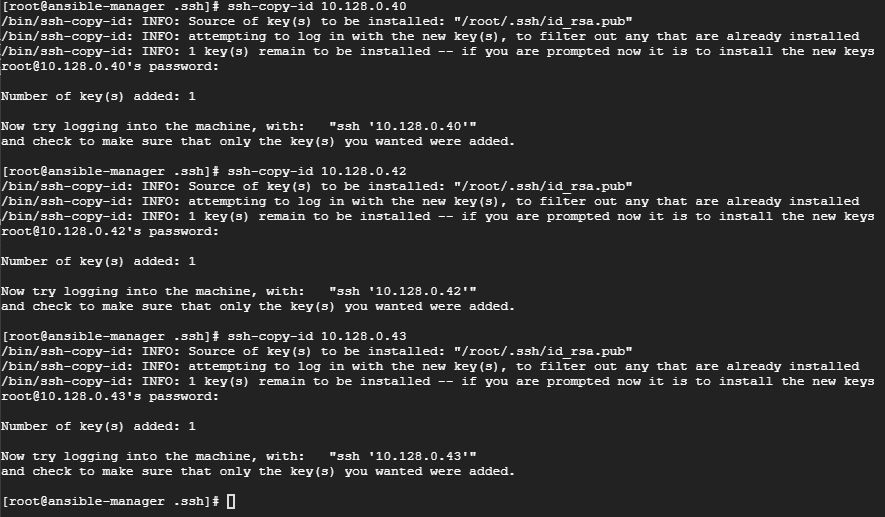 [root@ansible-manager .ssh]# ssh-copy-id 10.128.0.40
/bin/ssh-copy-id: INFO: Source of key(s) to be installed: "/root/.ssh/id_rsa.pub"
/bin/ssh-copy-id: INFO: attempting to log in with the new key(s), to filter out any that are already installed
/bin/ssh-copy-id: INFO: 1 key(s) remain to be installed -- if you are prompted now it is to install the new keys
root@10.128.0.40's password:
Number of key(s) added: 1
Now try logging into the machine, with:   "ssh '10.128.0.40'"
and check to make sure that only the key(s) you wanted were added.
[root@ansible-manager .ssh]# ssh-copy-id 10.128.0.42
/bin/ssh-copy-id: INFO: Source of key(s) to be installed: "/root/.ssh/id_rsa.pub"
/bin/ssh-copy-id: INFO: attempting to log in with the new key(s), to filter out any that are already installed
/bin/ssh-copy-id: INFO: 1 key(s) remain to be installed -- if you are prompted now it is to install the new keys
root@10.128.0.42's password:
Number of key(s) added: 1
Now try logging into the machine, with:   "ssh '10.128.0.42'"
and check to make sure that only the key(s) you wanted were added.
[root@ansible-manager .ssh]# ssh-copy-id 10.128.0.43
/bin/ssh-copy-id: INFO: Source of key(s) to be installed: "/root/.ssh/id_rsa.pub"
/bin/ssh-copy-id: INFO: attempting to log in with the new key(s), to filter out any that are already installed
/bin/ssh-copy-id: INFO: 1 key(s) remain to be installed -- if you are prompted now it is to install the new keys
root@10.128.0.43's password:
Number of key(s) added: 1
Now try logging into the machine, with:   "ssh '10.128.0.43'"
and check to make sure that only the key(s) you wanted were added.
[root@ansible-manager .ssh]#